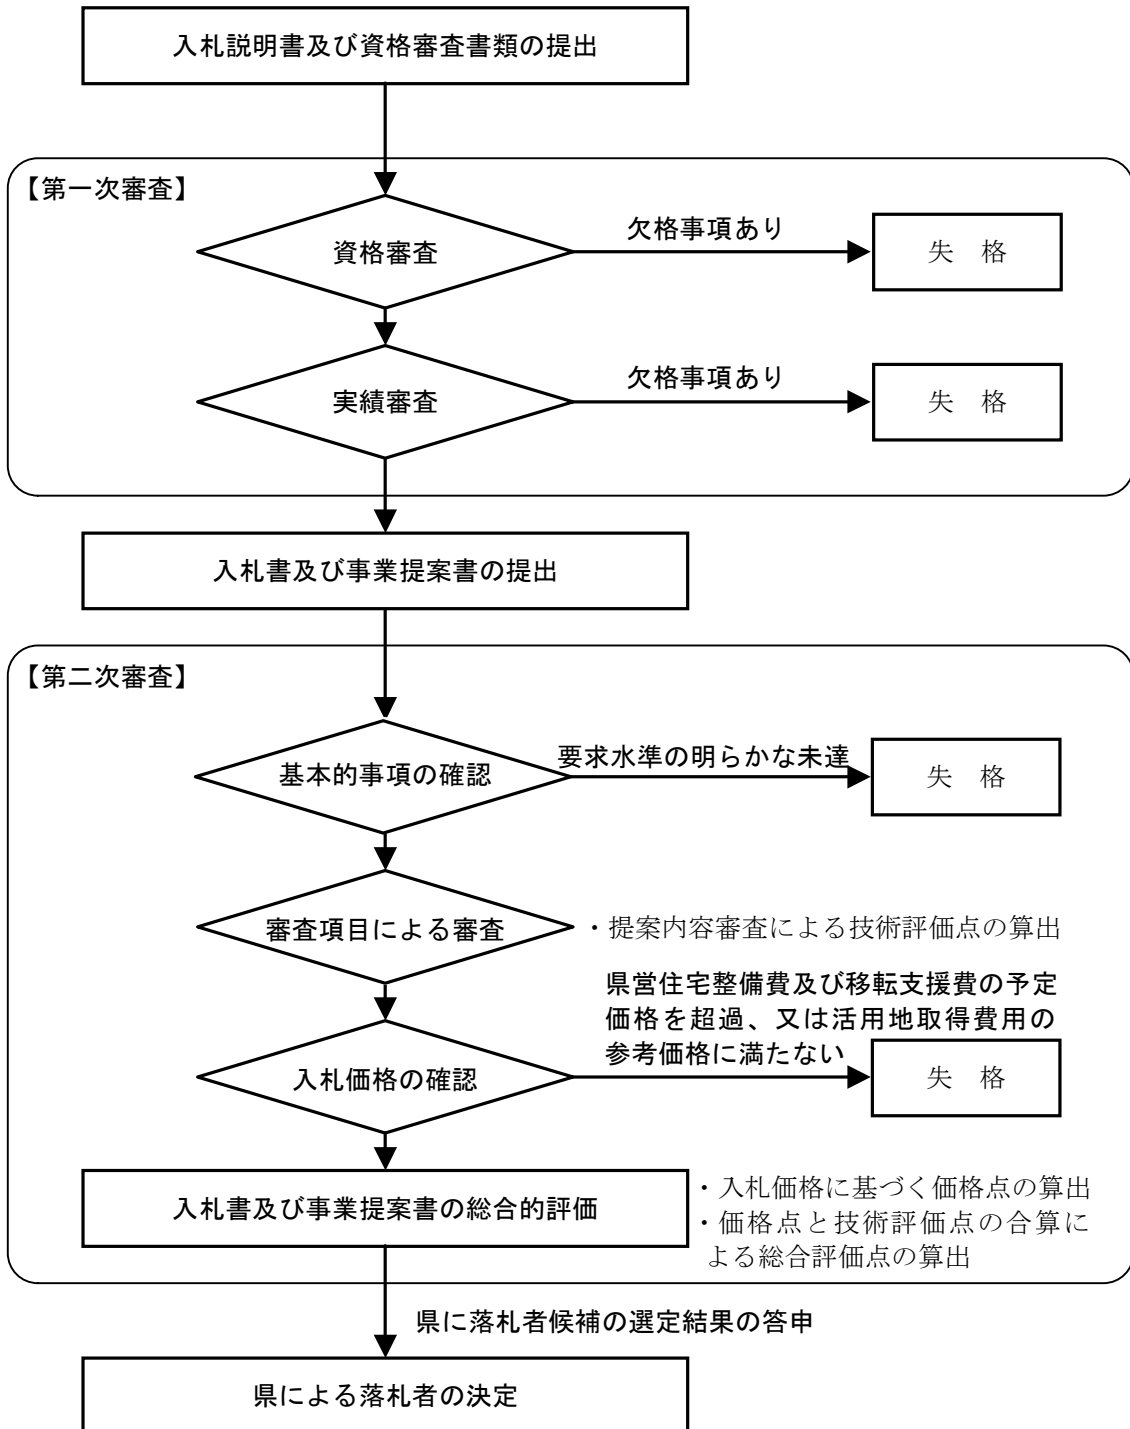 入札説明書及び資格審査書類の提出
【第一次審査】
資格審査
欠格事項あり
失　格
実績審査
欠格事項あり
失　格
入札書及び事業提案書の提出
【第二次審査】
基本的事項の確認
要求水準の明らかな未達
失　格
審査項目による審査
・提案内容審査による技術評価点の算出
県営住宅整備費及び移転支援費の予定
価格を超過、又は活用地取得費用の
参考価格に満たない
入札価格の確認
失　格
入札書及び事業提案書の総合的評価
・入札価格に基づく価格点の算出
・価格点と技術評価点の合算に
よる総合評価点の算出
県に落札者候補の選定結果の答申
県による落札者の決定